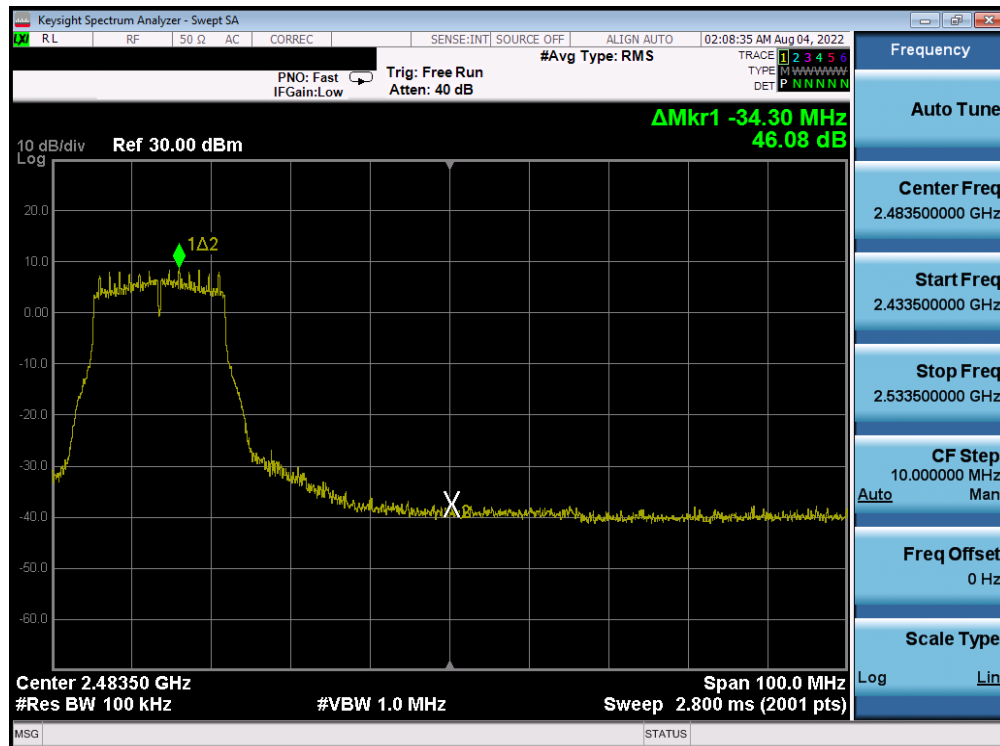 Keysight Spectrum Analyzer - Swept SA
LXI RL RF 50 Ω AC CORREC SENSE:INT SOURCE OFF ALIGN AUTO 02:08:35 AM Aug 04, 2022
Frequency
#Avg Type: RMS
TRACE 1 2 3 4 5 6
PNO: Fast Trig: Free Run
TYPE M WWWWW
IFGain:Low Atten: 40 dB
DET P N N N N N
Auto Tune
ΔMkr1 -34.30 MHz
46.08 dB
10 dB/div Ref 30.00 dBm
Log
Center Freq
2.483500000 GHz
20.0
1Δ2
10.0
Start Freq
2.433500000 GHz
0.00
-10.0
Stop Freq
2.533500000 GHz
-20.0
-30.0
CF Step
10.000000 MHz
Auto Man
X2
-40.0
-50.0
Freq Offset
0 Hz
-60.0
Scale Type
Log Lin
Center 2.48350 GHz Span 100.0 MHz
#Res BW 100 kHz #VBW 1.0 MHz Sweep 2.800 ms (2001 pts)
MSG STATUS